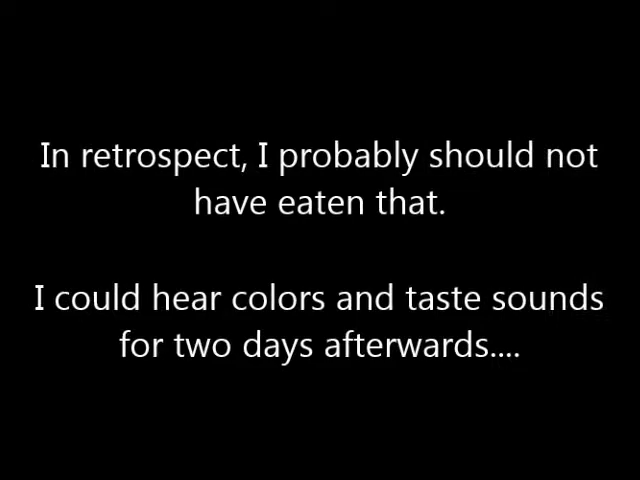 In retrospect, I probably should not
have eaten that.
I could hear colors and taste sounds
for two days afterwards....